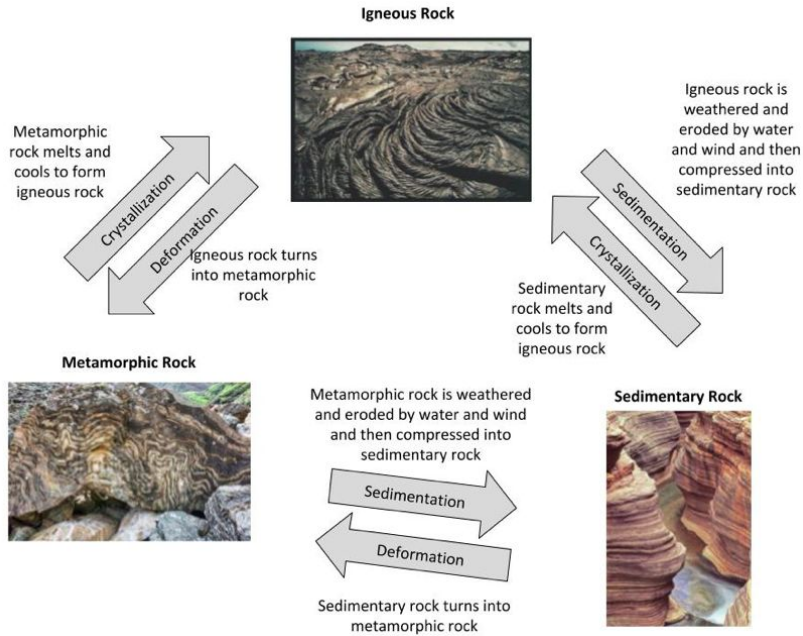 Igneous Rock
Metamorphic
rock melts and
cools to form
igneous rock
Crystallization
Deformation
Igneous rock turns
into metamorphic
rock
Igneous rock is
weathered and
eroded by water
and wind and then
compressed into
sedimentary rock
Sedimentation
Crystallization
Sedimentary
rock melts and
cools to form
igneous rock
Metamorphic Rock
Metamorphic rock is weathered
and eroded by water and wind
and then compressed into
sedimentary rock
Sedimentation
Deformation
Sedimentary rock turns into
metamorphic rock
Sedimentary Rock